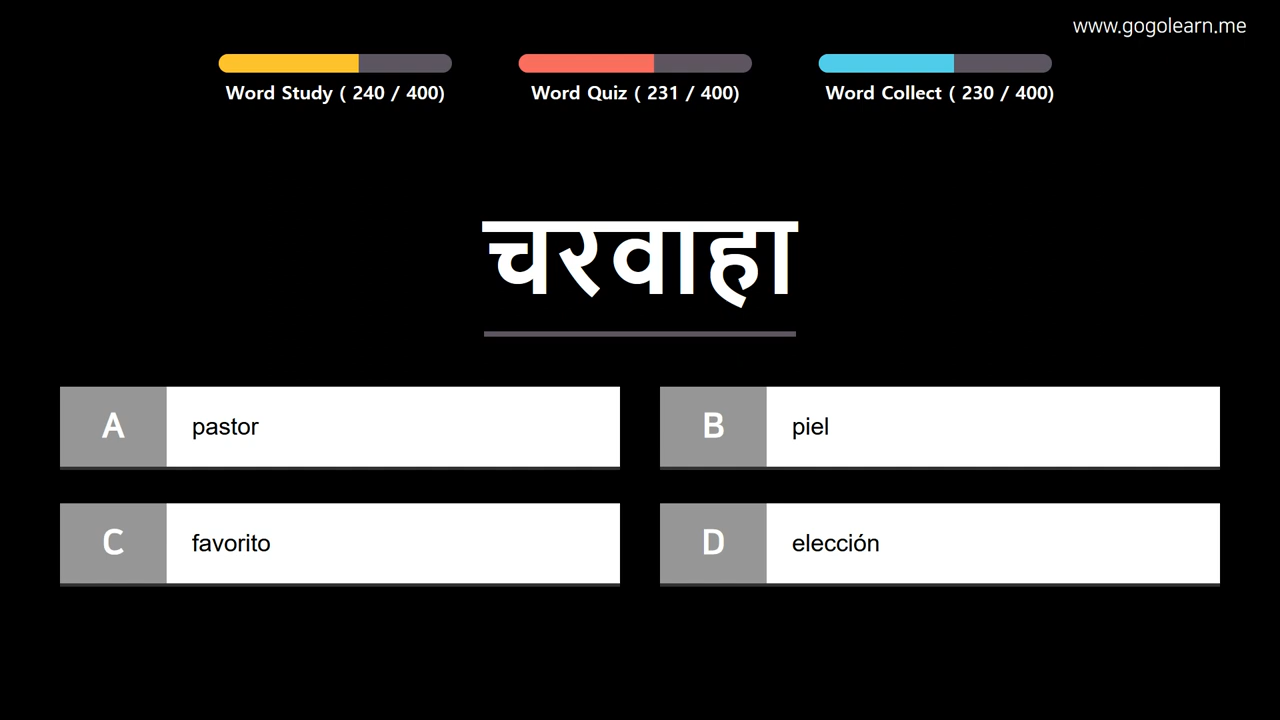 www.gogolearn.me
Word Study ( 240 / 400)
Word Quiz ( 231 / 400)
Word Collect ( 230 / 400)
चरवाहा
A pastor
B piel
C favorito
D elección